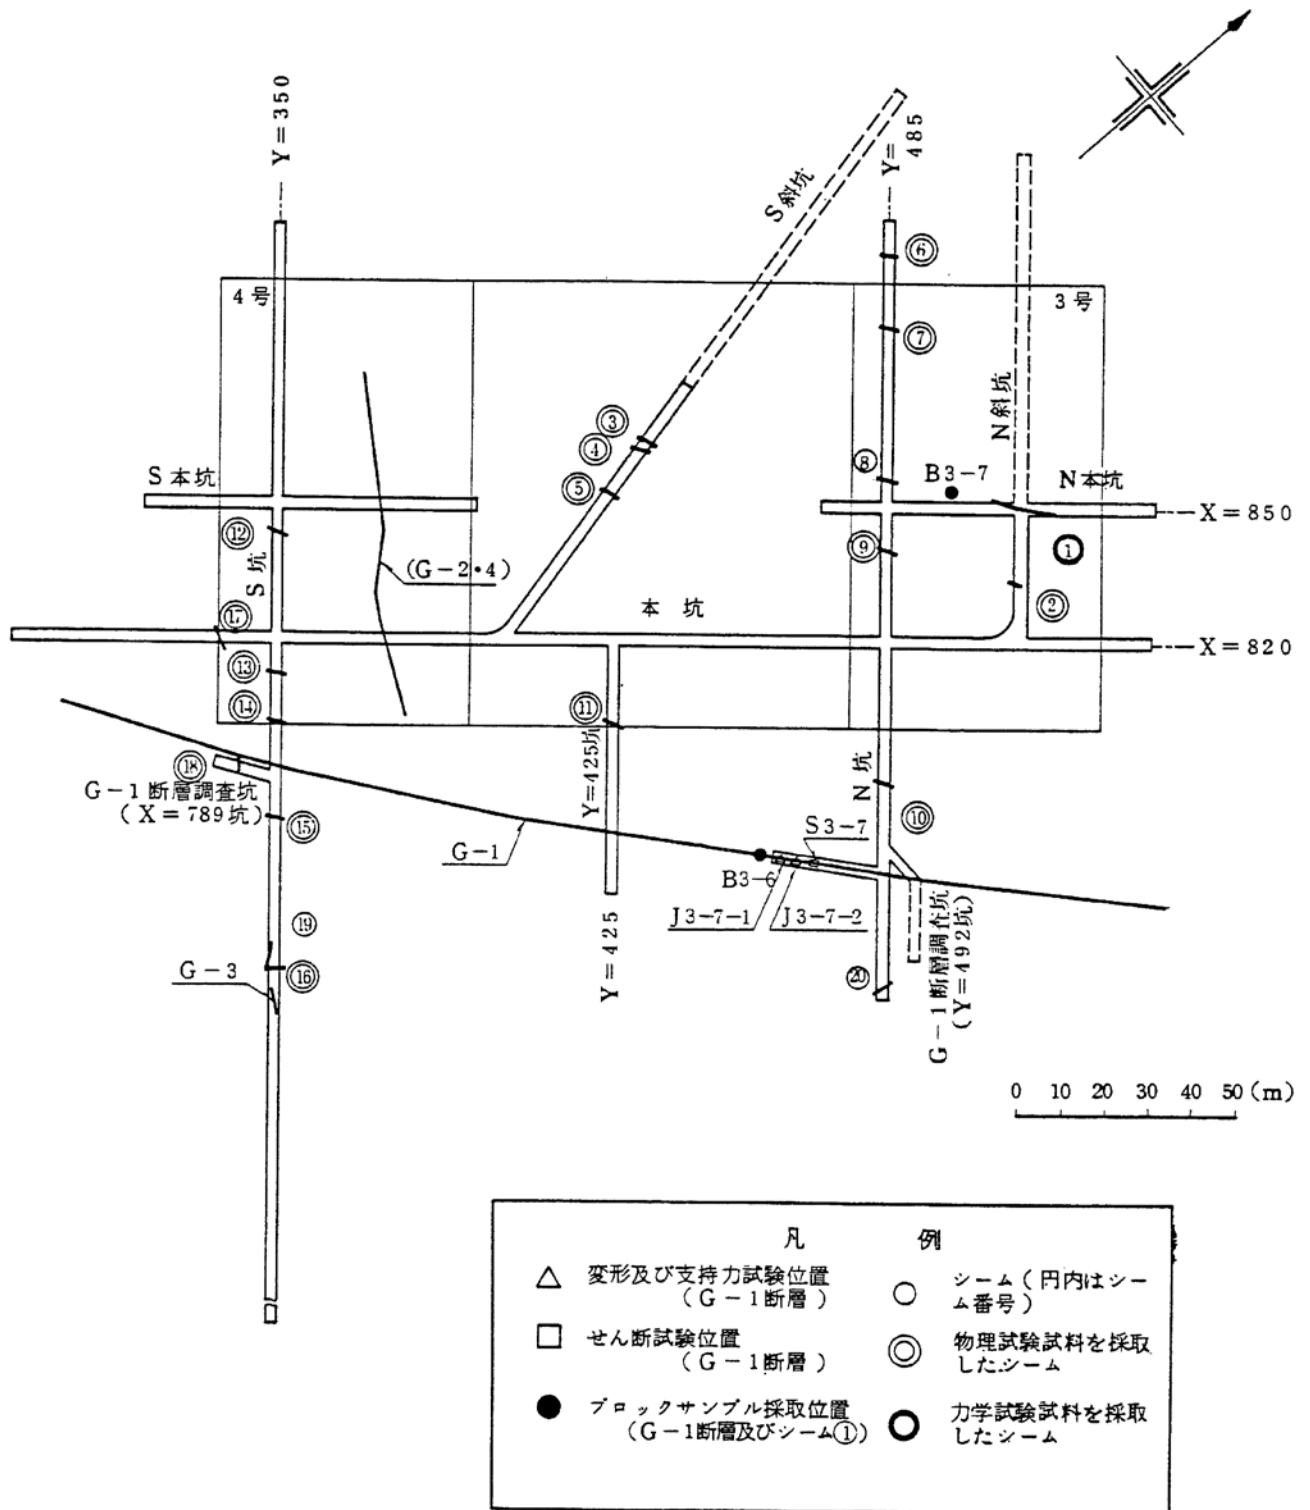 Y=350
S斜坑
Y=
485
⑥
4号
3号
⑦
N斜坑
③
④
⑤
⑧
B3-7
S本坑
N本坑
X=850
⑫
⑨
①
S坑
(G-2・4)
②
本坑
⑰
X=820
⑬
⑭
⑪
Y=425坑
N坑
⑱
G-1断層調査坑
(X=789坑)
⑮
⑩
S3-7
G-1
B3-6
J3-7-1
J3-7-2
⑲
G-3
⑯
Y=425
⑳
G-1断層調査坑
(Y=492坑)
0 10 20 30 40 50(m)
凡例
△ 変形及び支持力試験位置
(G-1断層)
○ シーム(円内はシー
ム番号)
□ せん断試験位置
(G-1断層)
◎ 物理試験試料を採取
したシーム
● ブロックサンプル採取位置
(G-1断層及びシーム①)
○ 力学試験試料を採取
したシーム